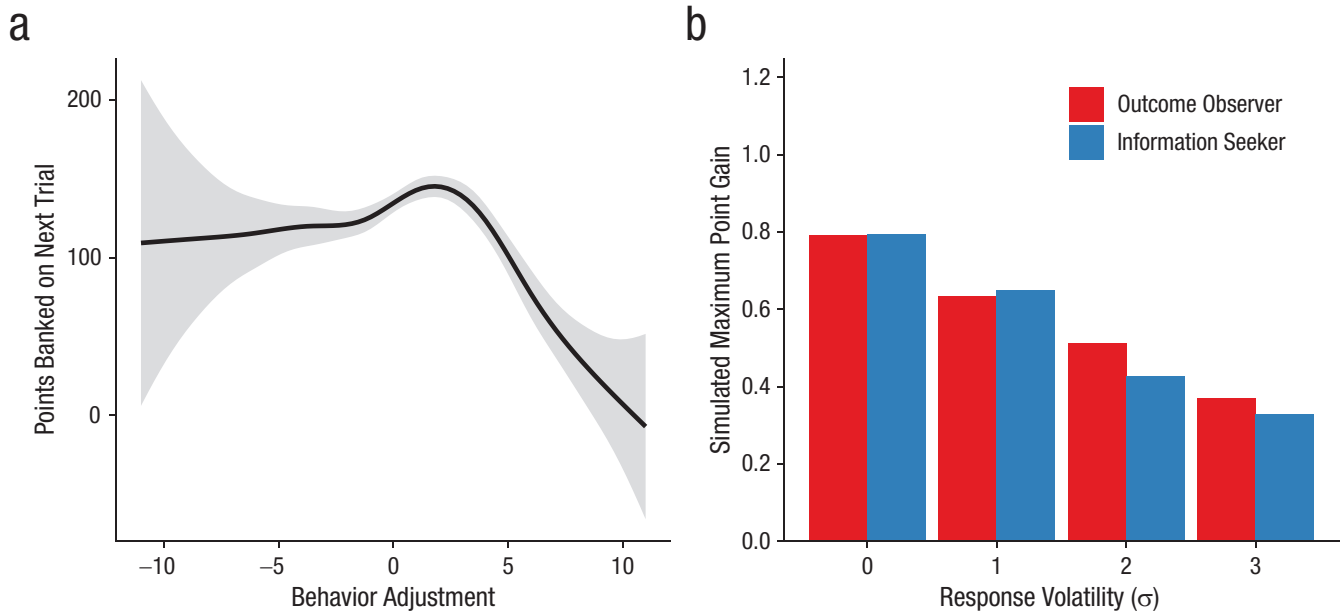 a
200
100
0
Points Banked on Next Trial
−10
−5
0
5
10
Behavior Adjustment
b
1.2
1.0
0.8
0.6
0.4
0.2
0.0
Simulated Maximum Point Gain
Outcome Observer
Information Seeker
0
1
2
3
Response Volatility (σ)